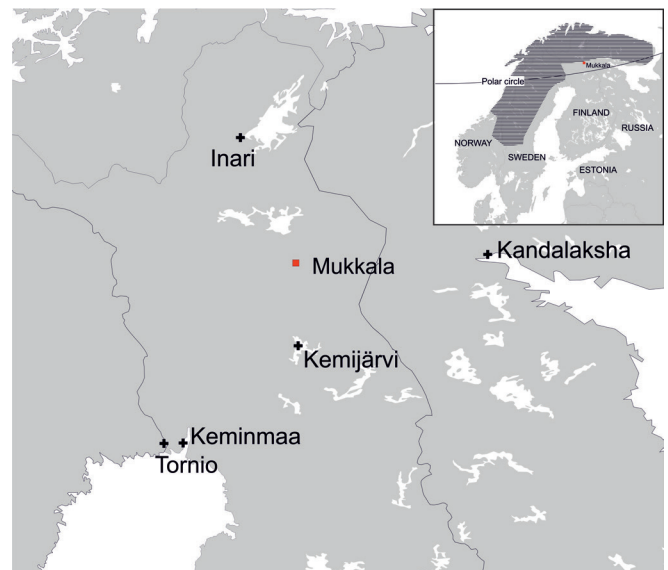 Mukkala
Polar circle
FINLAND
NORWAY
RUSSIA
SWEDEN
ESTONIA
Inari
Kandalaksha
Mukkala
Kemijärvi
Keminmaa
Tornio